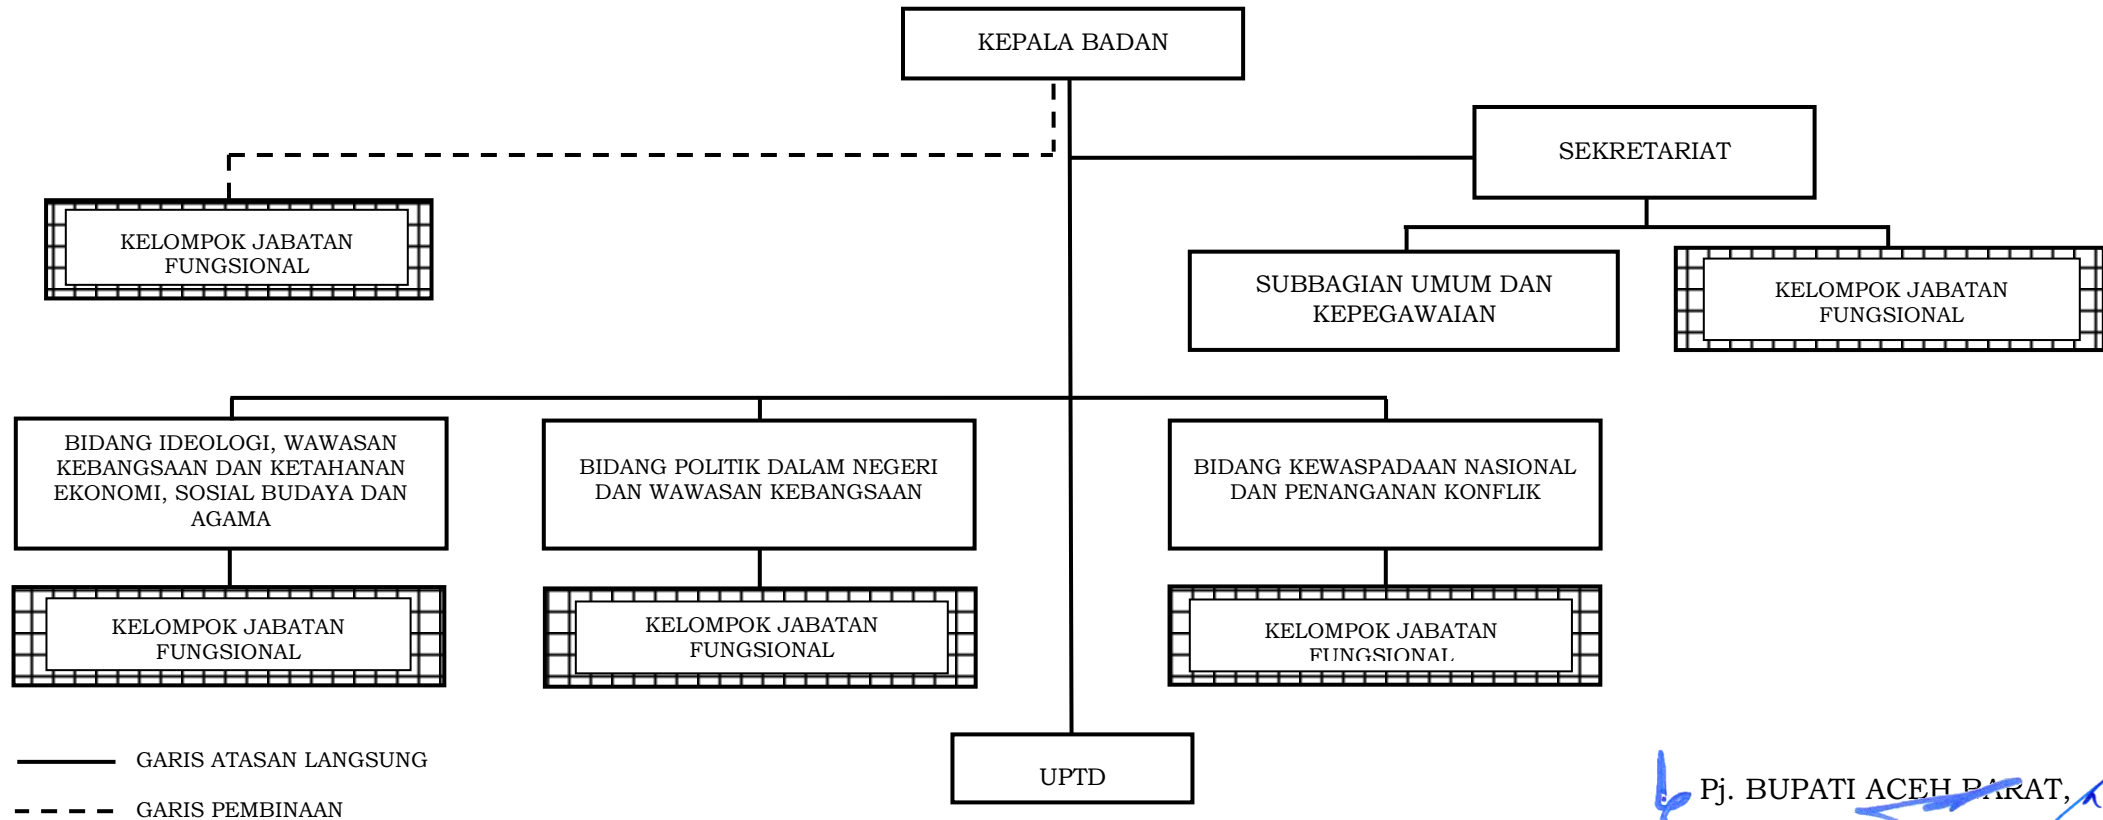 KEPALA BADAN
SEKRETARIAT
KELOMPOK JABATAN
FUNGSIONAL
SUBBAGIAN UMUM DAN
KEPEGAWAIAN
KELOMPOK JABATAN
FUNGSIONAL
BIDANG IDEOLOGI, WAWASAN
KEBANGSAAN DAN KETAHANAN
EKONOMI, SOSIAL BUDAYA DAN
AGAMA
BIDANG POLITIK DALAM NEGERI
DAN WAWASAN KEBANGSAAN
BIDANG KEWASPADAAN NASIONAL
DAN PENANGANAN KONFLIK
KELOMPOK JABATAN
FUNGSIONAL
KELOMPOK JABATAN
FUNGSIONAL
KELOMPOK JABATAN
FUNGSIONAL
GARIS ATASAN LANGSUNG
GARIS PEMBINAAN
UPTD
Pj. BUPATI ACEH BARAT,